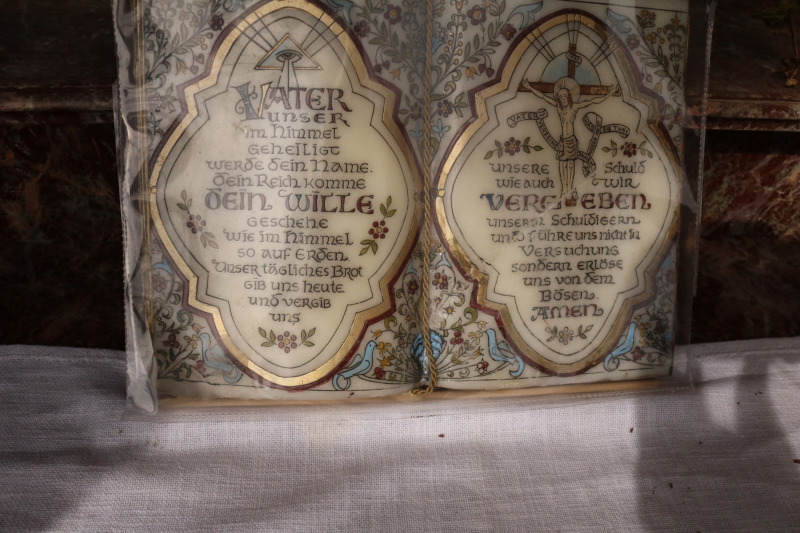 VATER
unser
im Himmel
geheiligt
werde dein Name.
dein Reich komme
dein Wille
geschehe
wie im Himmel
so auf Erden.
Unser tägliches Brot
gib uns heute
und vergib
uns
VATER
unsere Schuld
wie auch wir
VERGEBEN
unsern Schuldigern
und führe uns nicht in
Versuchung
sondern erlöse
uns von dem
Bösen.
AMEN